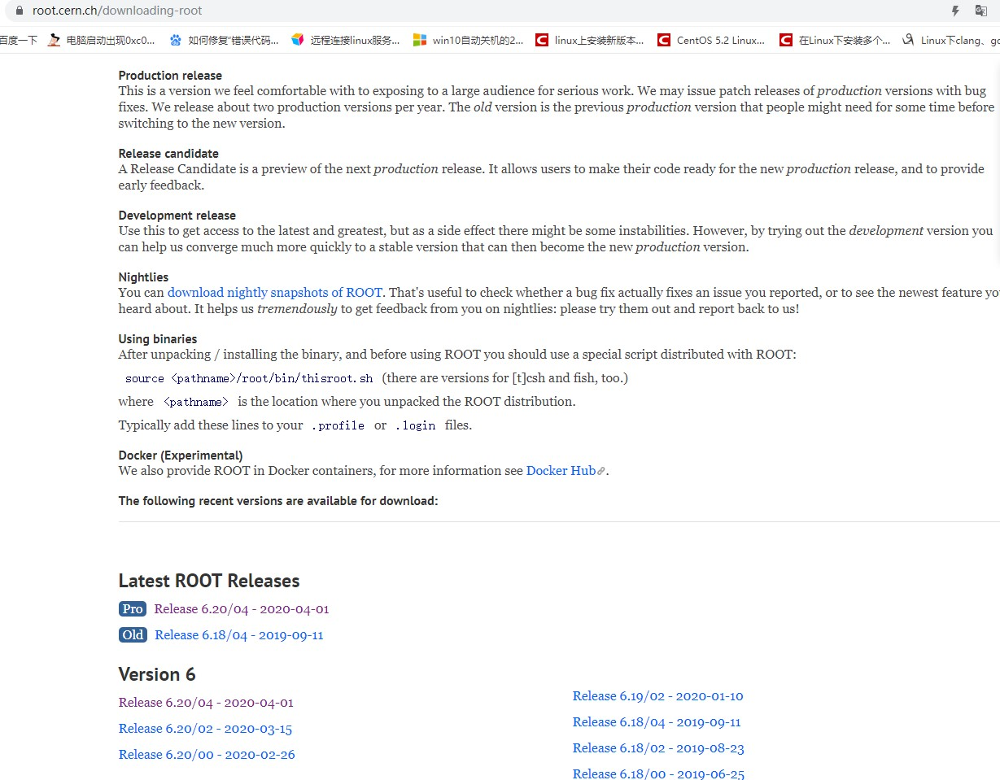 root.cern.ch/downloading-root
百度一下 电脑启动出现0xc0... 如何修复“错误代码... 远程连接linux服务... win10自动关机的2... linux上安装新版本... CentOS 5.2 Linux... 在Linux下安装多个... Linux下clang、gc
Production release
This is a version we feel comfortable with to exposing to a large audience for serious work. We may issue patch releases of production versions with bug
fixes. We release about two production versions per year. The old version is the previous production version that people might need for some time before
switching to the new version.
Release candidate
A Release Candidate is a preview of the next production release. It allows users to make their code ready for the new production release, and to provide
early feedback.
Development release
Use this to get access to the latest and greatest, but as a side effect there might be some instabilities. However, by trying out the development version you
can help us converge much more quickly to a stable version that can then become the new production version.
Nightlies
You can download nightly snapshots of ROOT. That's useful to check whether a bug fix actually fixes an issue you reported, or to see the newest feature yo
heard about. It helps us tremendously to get feedback from you on nightlies: please try them out and report back to us!
Using binaries
After unpacking / installing the binary, and before using ROOT you should use a special script distributed with ROOT:
source <pathname>/root/bin/thisroot.sh (there are versions for [t]csh and fish, too.)
where <pathname> is the location where you unpacked the ROOT distribution.
Typically add these lines to your .profile or .login files.
Docker (Experimental)
We also provide ROOT in Docker containers, for more information see Docker Hub.
The following recent versions are available for download:
Latest ROOT Releases
Pro Release 6.20/04 - 2020-04-01
Old Release 6.18/04 - 2019-09-11
Version 6
Release 6.20/04 - 2020-04-01
Release 6.20/02 - 2020-03-15
Release 6.20/00 - 2020-02-26
Release 6.19/02 - 2020-01-10
Release 6.18/04 - 2019-09-11
Release 6.18/02 - 2019-08-23
Release 6.18/00 - 2019-06-25